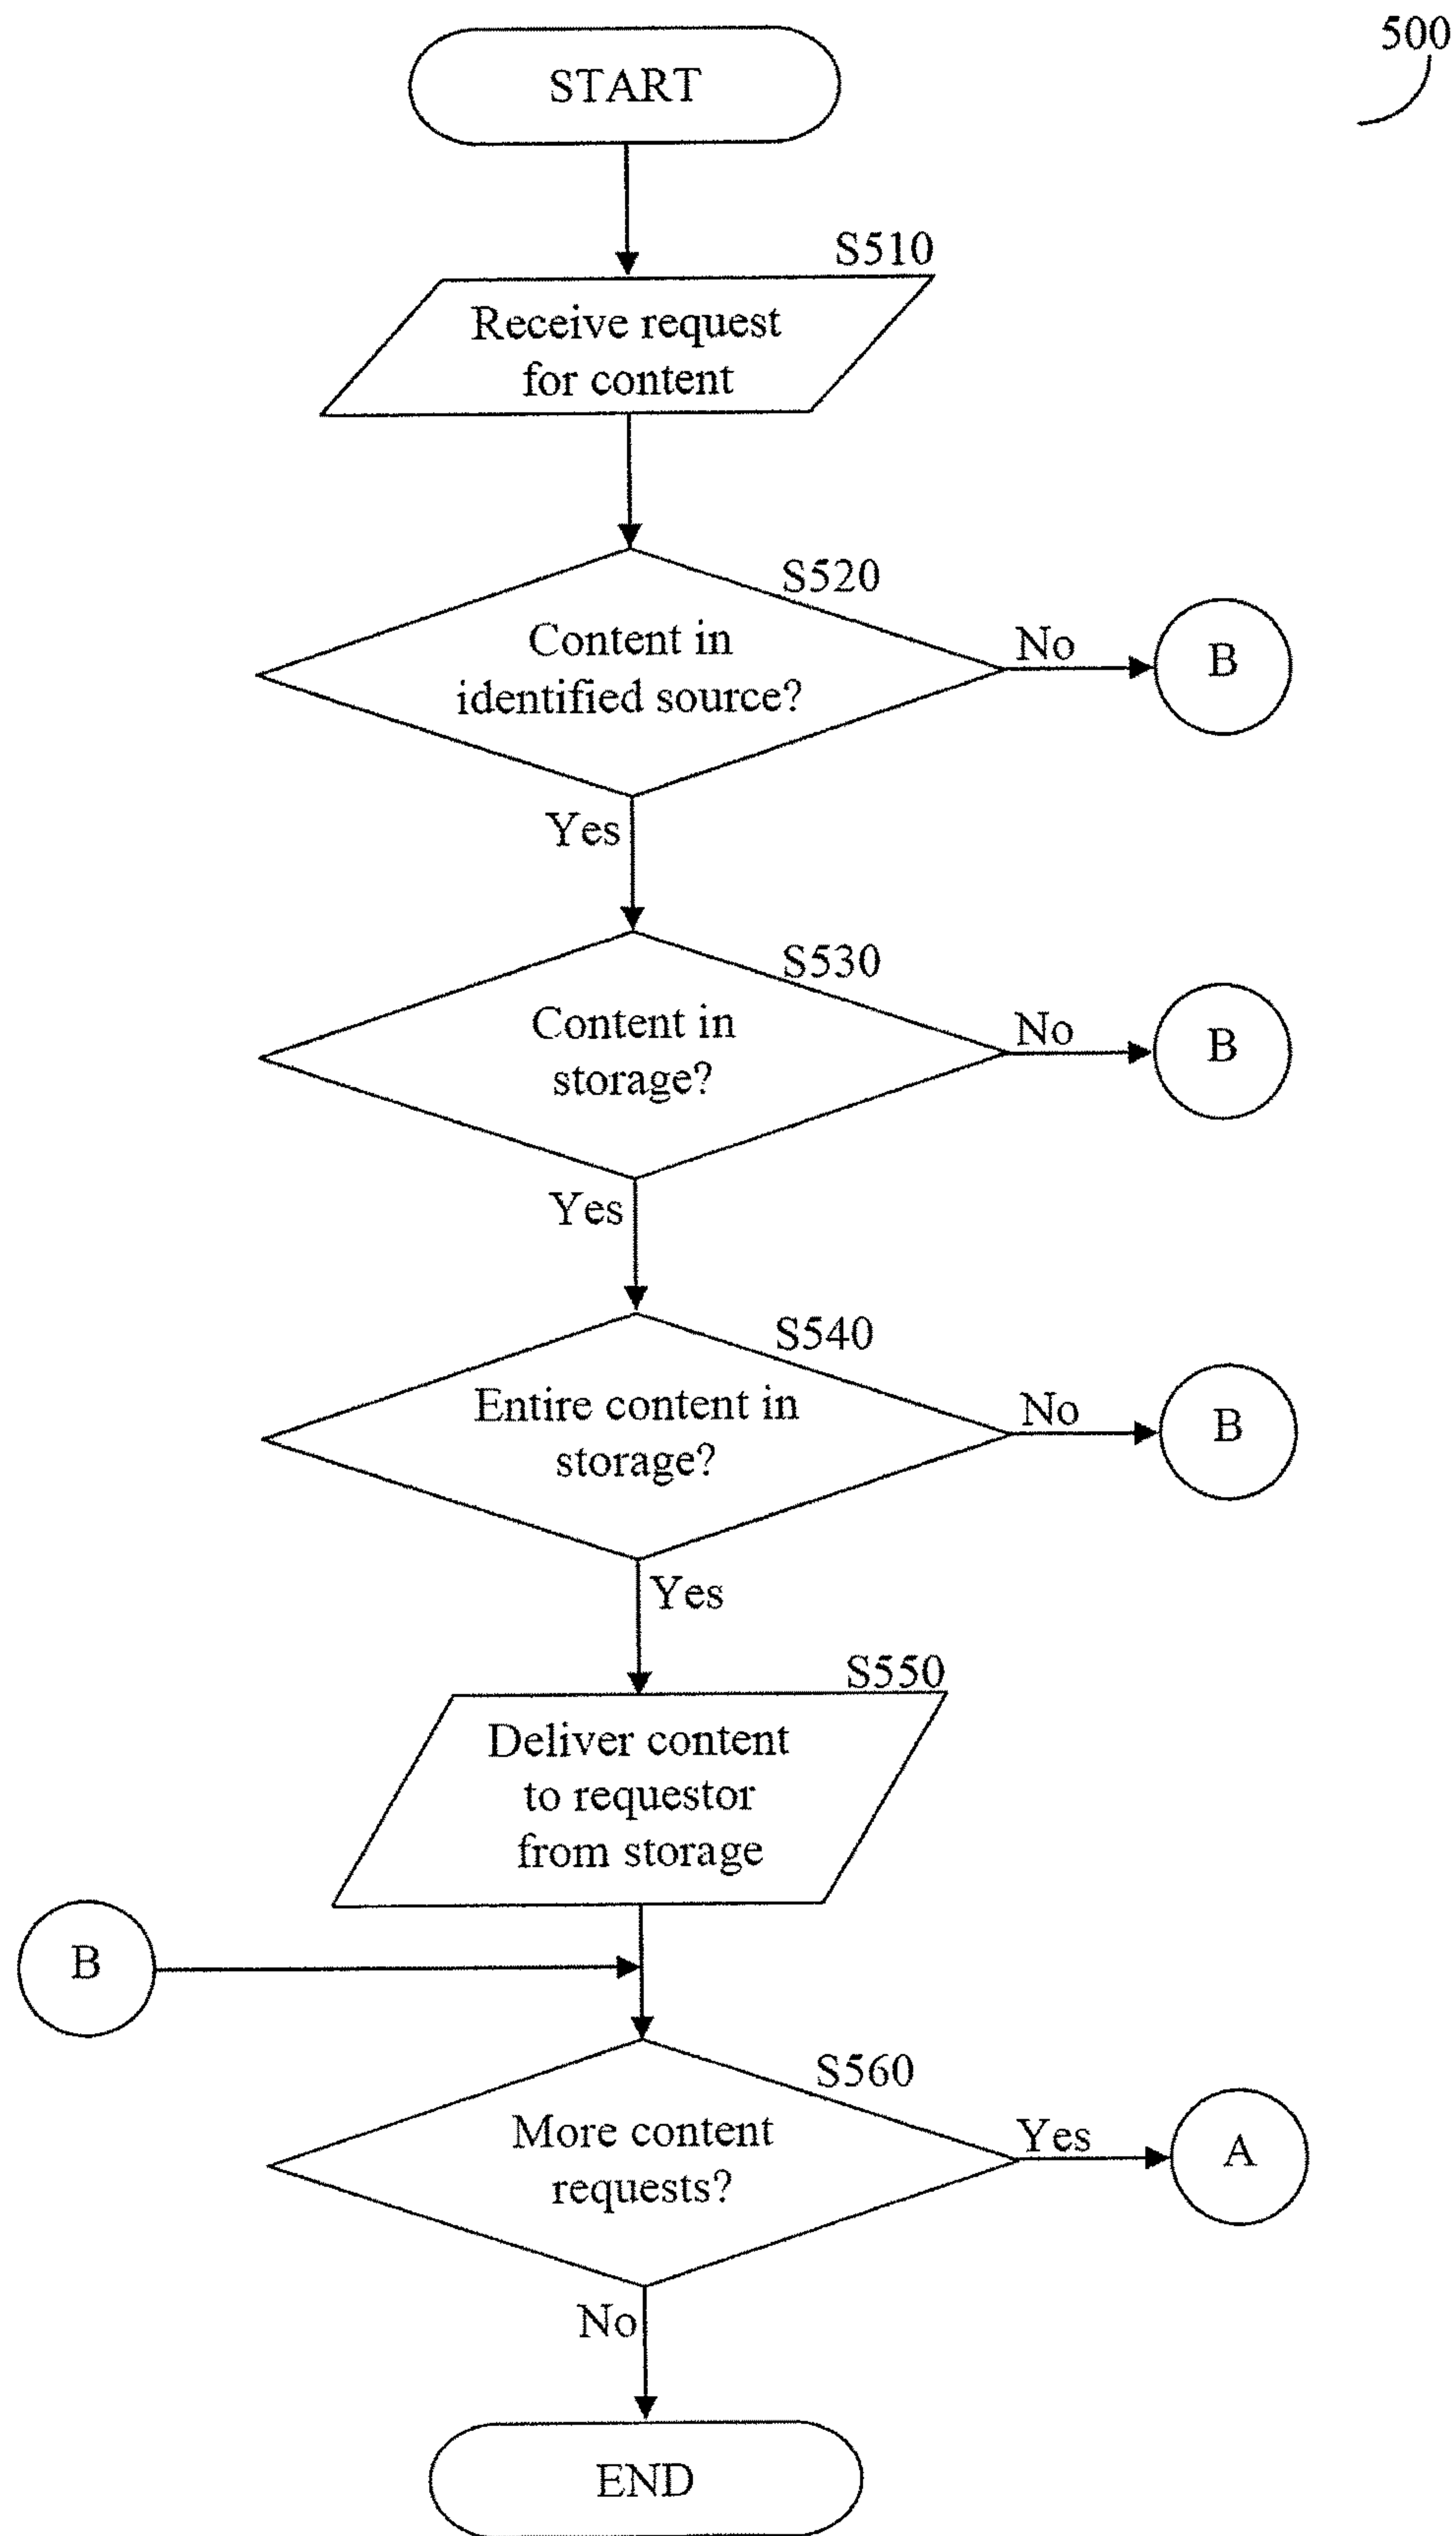 500
START
S510
Receive request
for content
S520
Content in
identified source?
No
B
Yes
S530
Content in
storage?
No
B
Yes
S540
Entire content in
storage?
No
B
Yes
S550
Deliver content
to requestor
from storage
B
S560
More content
requests?
Yes
A
No
END